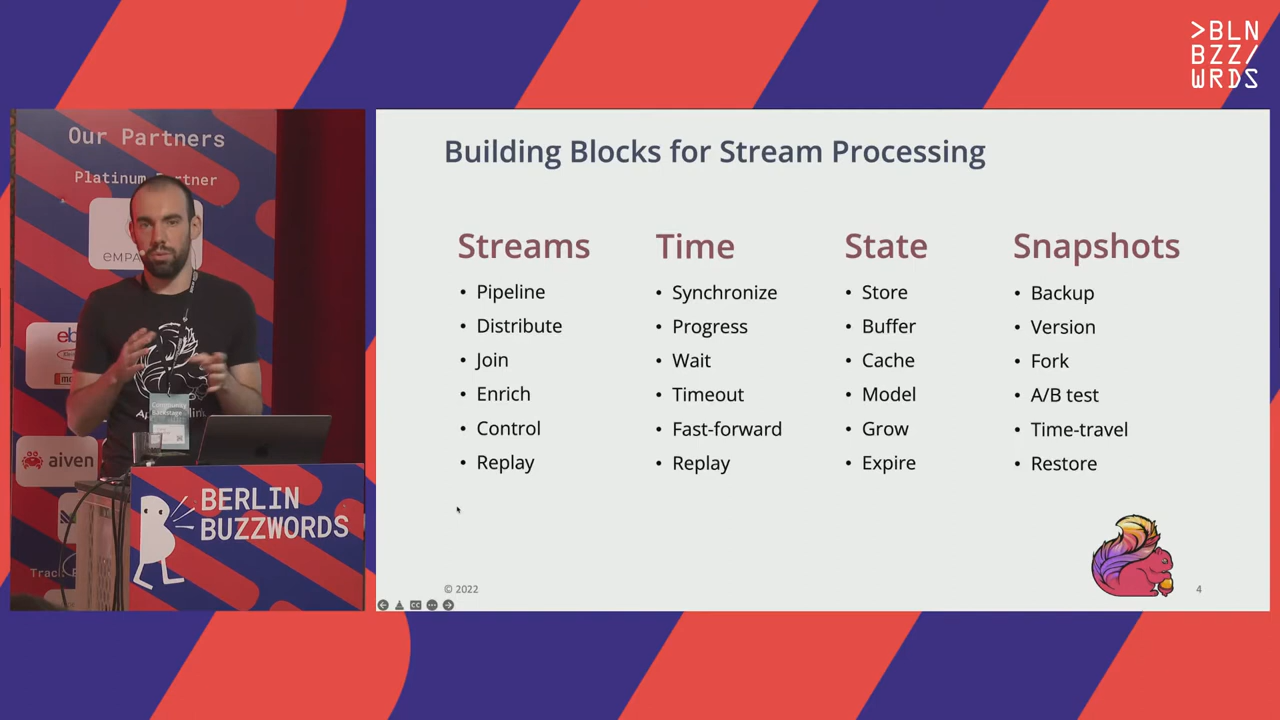 >BLN
BZZ/
WRDS
Our Partners
Platinum
aiven
BERLIN
BUZZWORDS
Building Blocks for Stream Processing
Streams
• Pipeline
• Distribute
• Join
• Enrich
• Control
• Replay
Time
• Synchronize
• Progress
• Wait
• Timeout
• Fast-forward
• Replay
State
• Store
• Buffer
• Cache
• Model
• Grow
• Expire
Snapshots
• Backup
• Version
• Fork
• A/B test
• Time-travel
• Restore
© 2022
4
CC